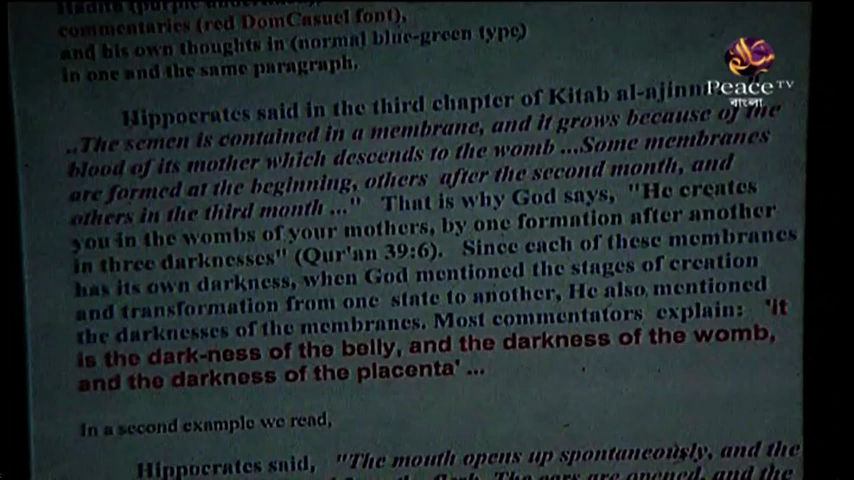 commentaries (red DomCasuel font),
and his own thoughts in (normal blue-green type)
in one and the same paragraph.
Hippocrates said in the third chapter of Kitab
„The semen is contained in a membrane, and it grows because of the
blood of its mother which descends to the womb ...Some membranes
are formed at the beginning, others after the second month, and
others in the third month ..." That is why God says, "He creates
you in the wombs of your mothers, by one formation after another
in three darknesses" (Qur'an 39:6). Since each of these membranes
has its own darkness, when God mentioned the stages of creation
and transformation from one state to another, He also mentioned
the darknesses of the membranes. Most commentators explain: 'it
is the dark-ness of the belly, and the darkness of the womb,
and the darkness of the placenta' ...
In a second example we read,
Hippocrates said, "The mouth opens up spontaneously, and the
The ears are opened, and the
Peace TV
বাংলা